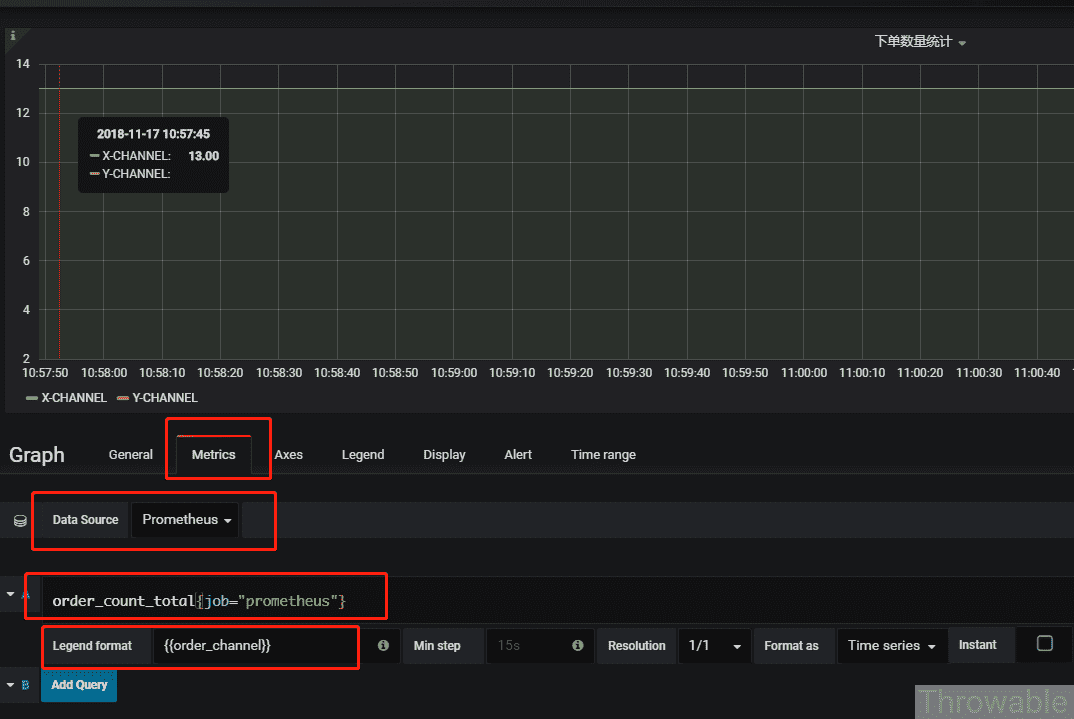 下单数量统计
14
12
10
8
6
4
2
2018-11-17 10:57:45
X-CHANNEL: 13.00
Y-CHANNEL:
10:57:50 10:58:00 10:58:10 10:58:20 10:58:30 10:58:40 10:58:50 10:59:00 10:59:10 10:59:20 10:59:30 10:59:40 10:59:50 11:00:00 11:00:10 11:00:20 11:00:30 11:00:40
X-CHANNEL Y-CHANNEL
Graph General Metrics Axes Legend Display Alert Time range
Data Source Prometheus
A order_count_total{job="prometheus"}
Legend format {{order_channel}} Min step 15s Resolution 1/1 Format as Time series Instant
B Add Query
Throwable